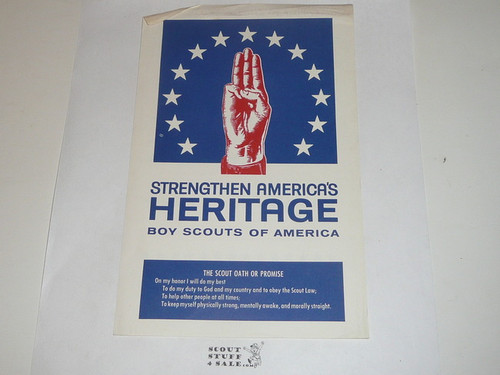 STRENGTHEN AMERICA'S
HERITAGE
BOY SCOUTS OF AMERICA
THE SCOUT OATH OR PROMISE
On my honor I will do my best
To do my duty to God and my country and to obey the Scout Law;
To help other people at all times;
To keep myself physically strong, mentally awake, and morally straight.
SCOUT
STUFF
4 SALE.com